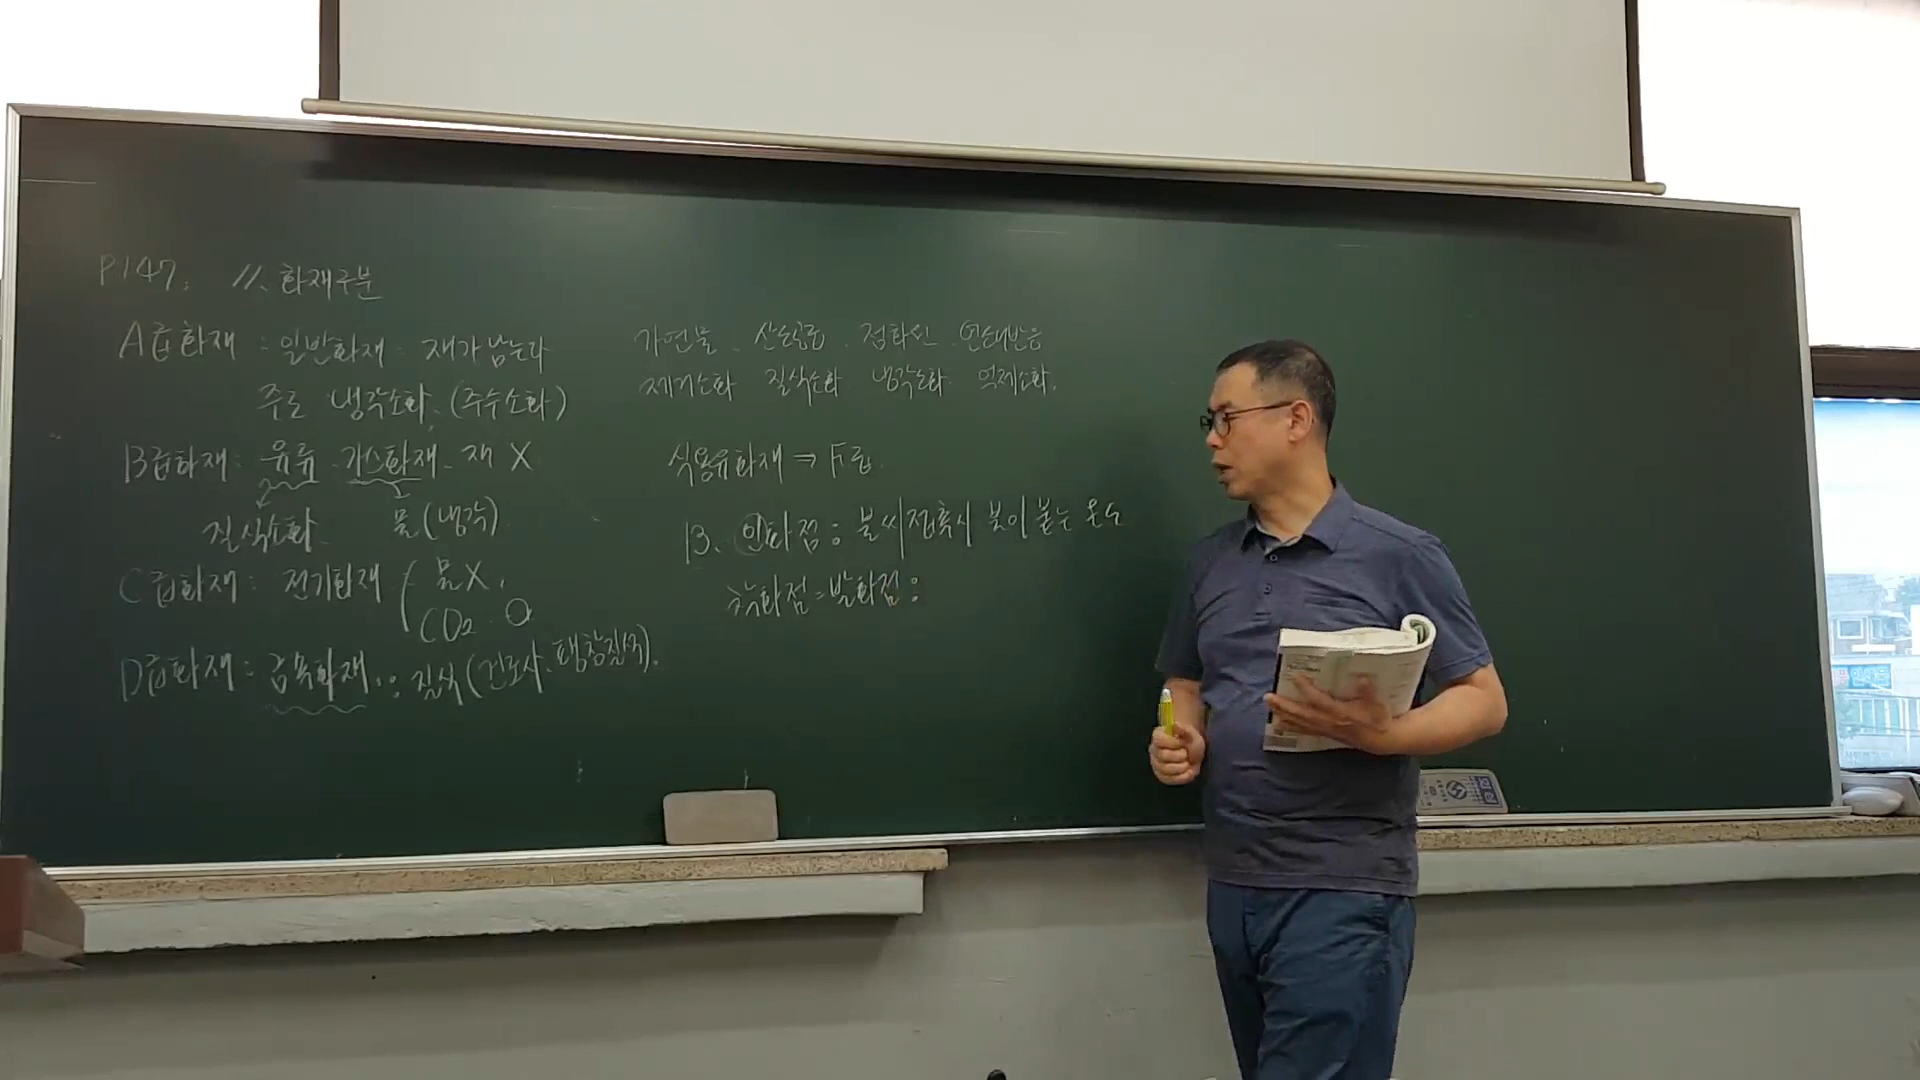 P147. 11. 화재구분
A급화재 : 일반화재 : 재가 남는다
주로 냉각소화. (주수소화)
B급화재 : 유류. 가스화재. 재 X
질식소화. 물(냉각)
C급화재 : 전기화재 물X.
CO2. O
D급화재 : 금속화재. : 질식(건조사. 팽창질석).
가연물. 산소공급. 점화원. 연쇄반응
제거소화 질식소화 냉각소화 억제소화.
식용유화재 ⇒ F급.
13. 인화점 : 불씨접촉시 불이 붙는 온도
착화점 = 발화점 :